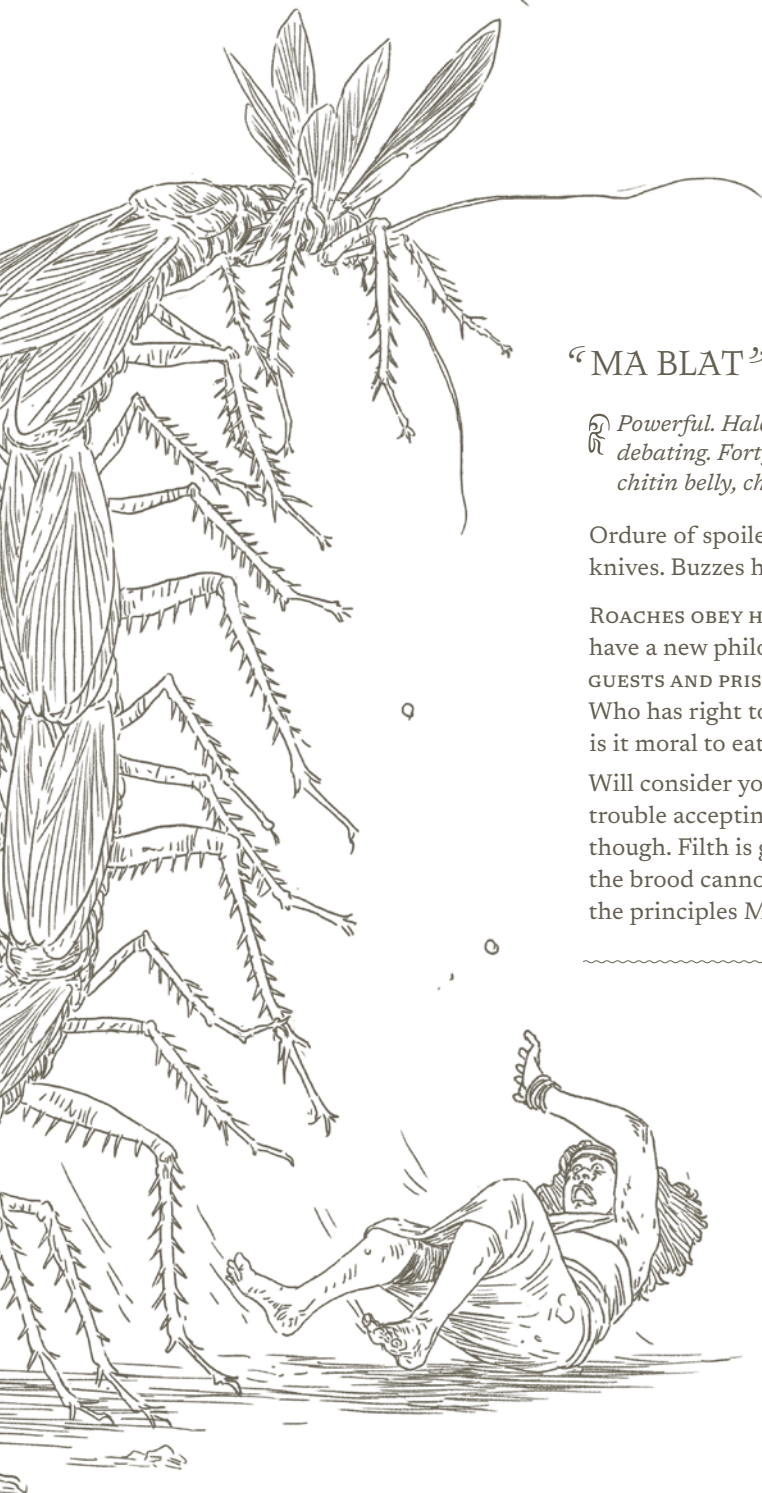 “MA BLAT”
Powerful. Hal
debating. Fort
chitin belly, ch
Ordure of spoile
knives. Buzzes h
ROACHES OBEY H
have a new philo
GUESTS AND PRIS
Who has right to
is it moral to eat
Will consider yo
trouble acceptin
though. Filth is g
the brood canno
the principles M